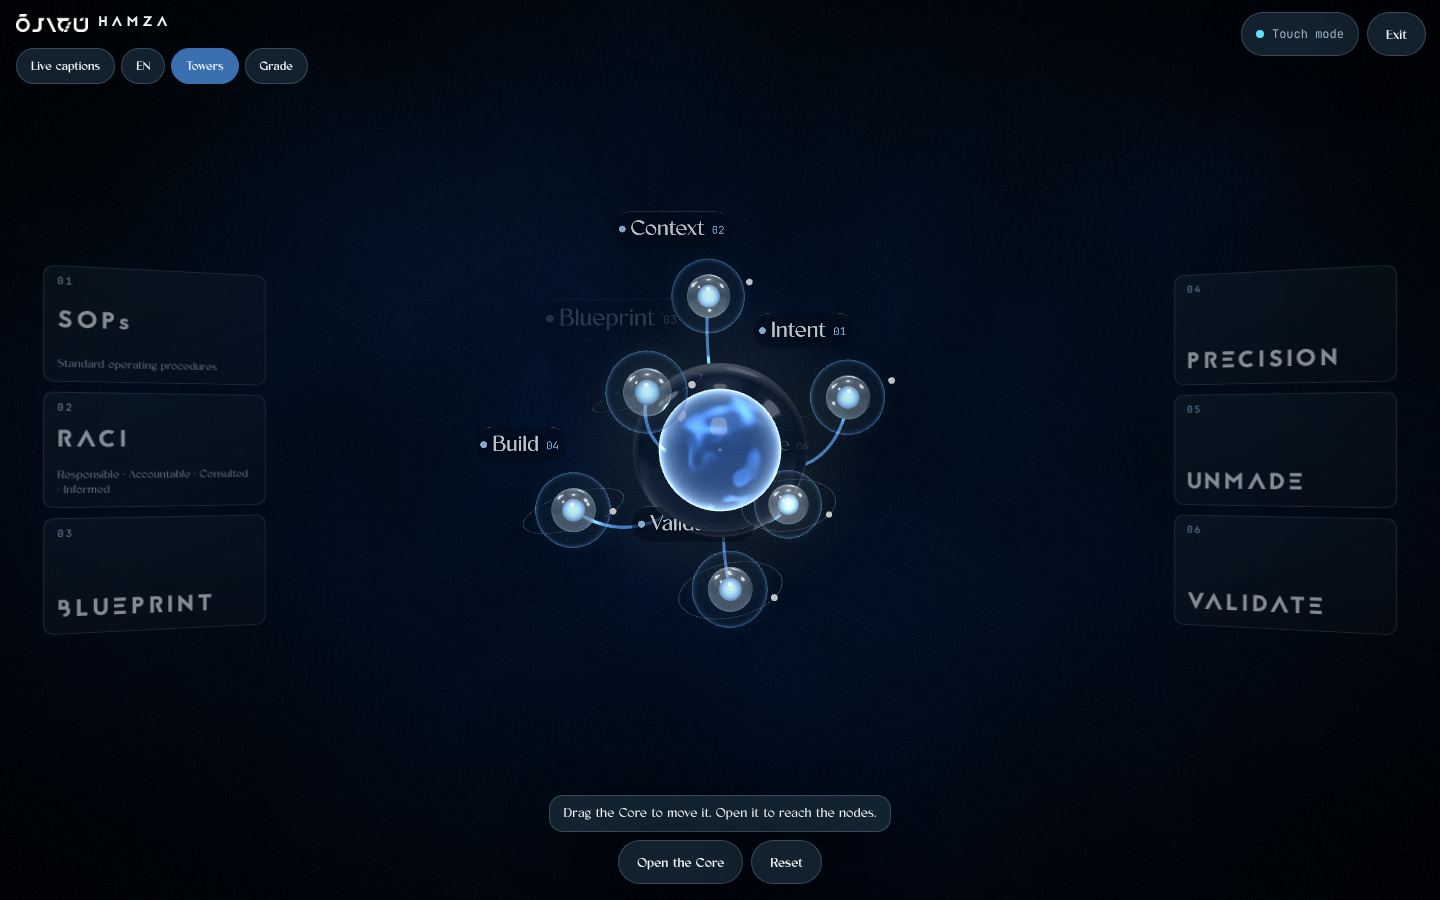 ŌJAGŪ HAMZA
Live captions
EN
Towers
Grade
Touch mode
Exit
Context 02
Blueprint 03
Intent 01
Build 04
e 06
01
SOPs
Standard operating procedures
02
RACI
Responsible · Accountable · Consulted
· Informed
03
BLUEPRINT
04
PRECISION
05
UNMADE
06
VALIDATE
Drag the Core to move it. Open it to reach the nodes.
Open the Core
Reset